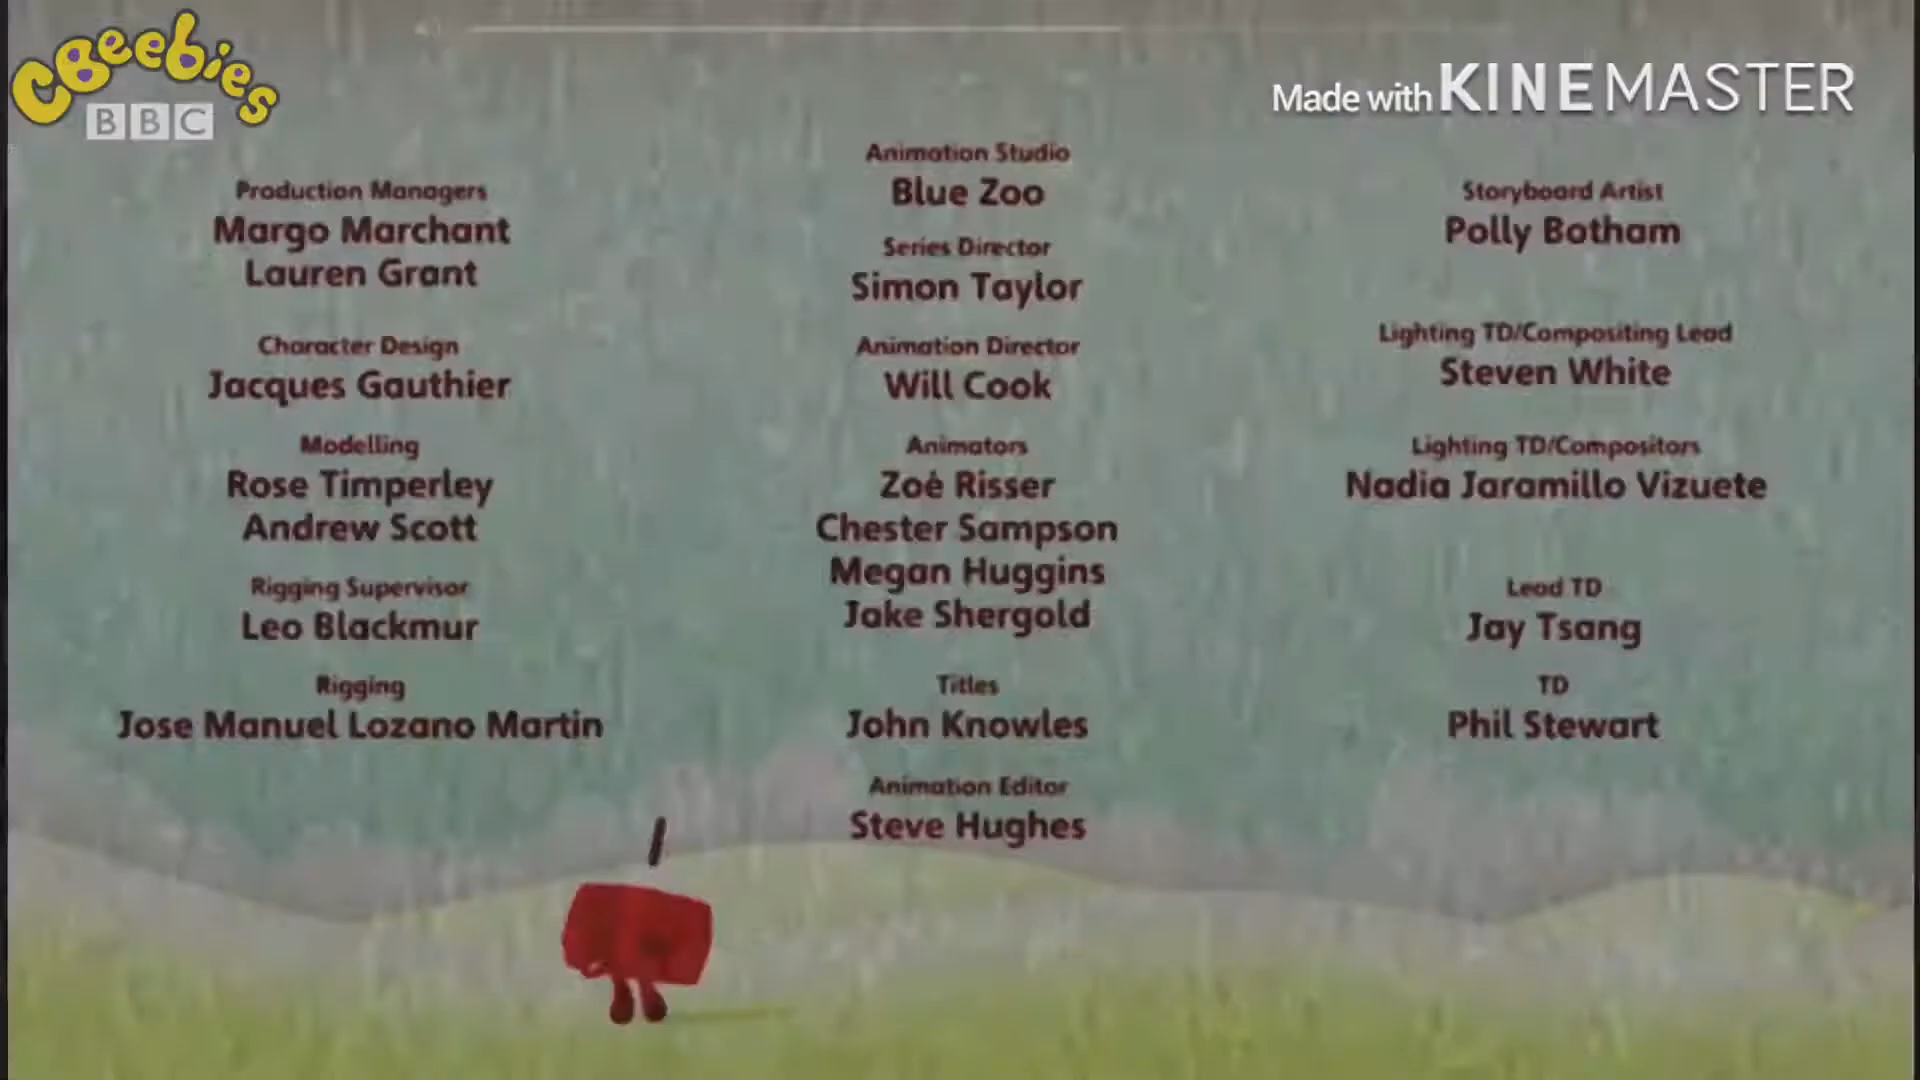 CBeebies
BBC
Made with KINEMASTER
Production Managers
Margo Marchant
Lauren Grant
Character Design
Jacques Gauthier
Modelling
Rose Timperley
Andrew Scott
Rigging Supervisor
Leo Blackmur
Rigging
Jose Manuel Lozano Martin
Animation Studio
Blue Zoo
Series Director
Simon Taylor
Animation Director
Will Cook
Animators
Zoë Risser
Chester Sampson
Megan Huggins
Jake Shergold
Titles
John Knowles
Animation Editor
Steve Hughes
Storyboard Artist
Polly Botham
Lighting TD/Compositing Lead
Steven White
Lighting TD/Compositors
Nadia Jaramillo Vizuete
Lead TD
Jay Tsang
TD
Phil Stewart